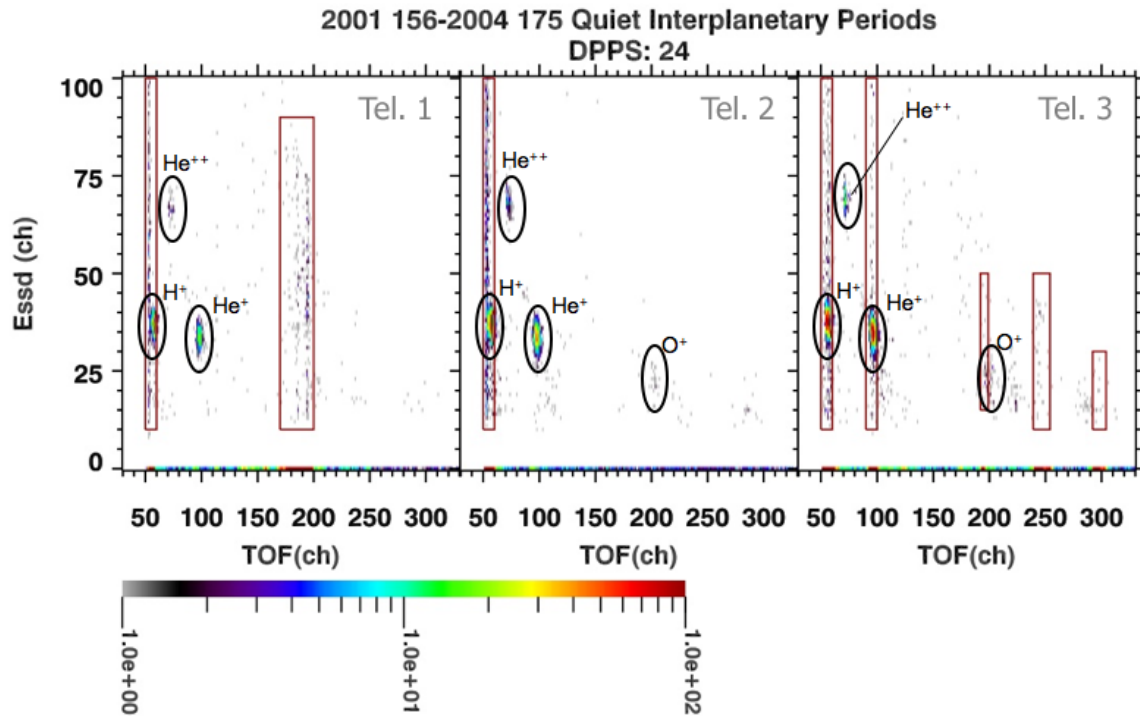 2001 156-2004 175 Quiet Interplanetary Periods
DPPS: 24
Tel. 1
Tel. 2
Tel. 3
He⁺⁺
He⁺⁺
He⁺⁺
H⁺
He⁺
H⁺
He⁺
O⁺
H⁺
He⁺
O⁺
Essd (ch)
100
75
50
25
0
50 100 150 200 250 300
50 100 150 200 250 300
50 100 150 200 250 300
TOF(ch)
TOF(ch)
TOF(ch)
1.0e+00
1.0e+01
1.0e+02